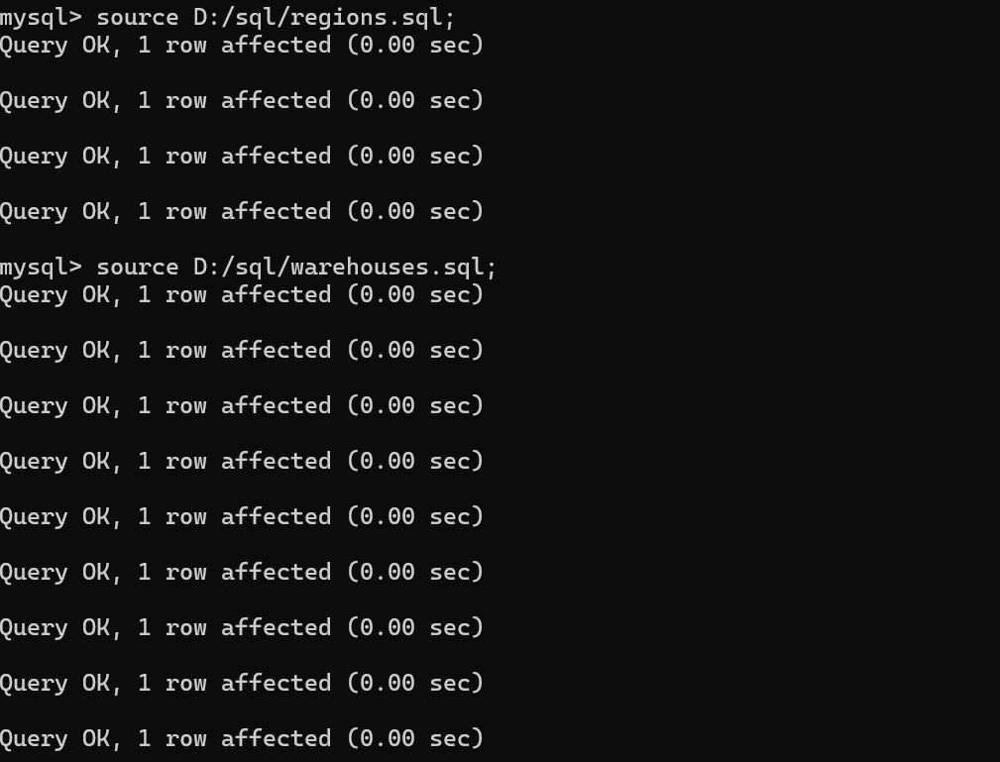 mysql> source D:/sql/regions.sql;
Query OK, 1 row affected (0.00 sec)
Query OK, 1 row affected (0.00 sec)
Query OK, 1 row affected (0.00 sec)
Query OK, 1 row affected (0.00 sec)
mysql> source D:/sql/warehouses.sql;
Query OK, 1 row affected (0.00 sec)
Query OK, 1 row affected (0.00 sec)
Query OK, 1 row affected (0.00 sec)
Query OK, 1 row affected (0.00 sec)
Query OK, 1 row affected (0.00 sec)
Query OK, 1 row affected (0.00 sec)
Query OK, 1 row affected (0.00 sec)
Query OK, 1 row affected (0.00 sec)
Query OK, 1 row affected (0.00 sec)